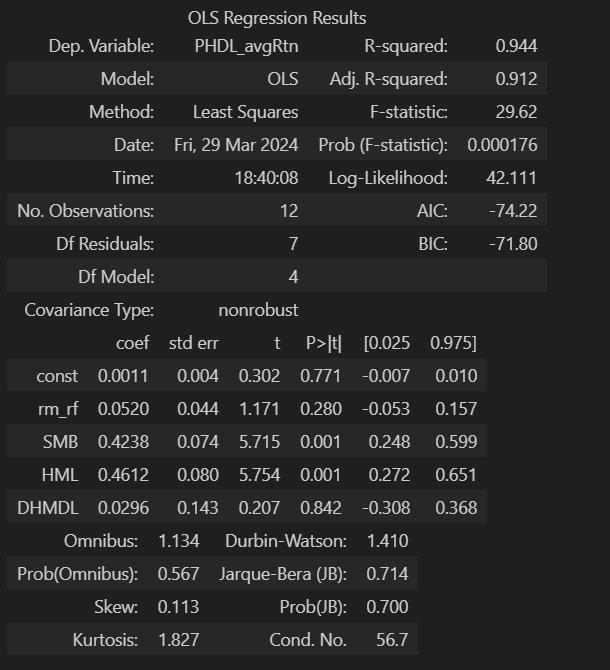 OLS Regression Results
Dep. Variable: PHDL_avgRtn R-squared: 0.944
Model: OLS Adj. R-squared: 0.912
Method: Least Squares F-statistic: 29.62
Date: Fri, 29 Mar 2024 Prob (F-statistic): 0.000176
Time: 18:40:08 Log-Likelihood: 42.111
No. Observations: 12 AIC: -74.22
Df Residuals: 7 BIC: -71.80
Df Model: 4
Covariance Type: nonrobust
coef std err t P>|t| [0.025 0.975]
const 0.0011 0.004 0.302 0.771 -0.007 0.010
rm_rf 0.0520 0.044 1.171 0.280 -0.053 0.157
SMB 0.4238 0.074 5.715 0.001 0.248 0.599
HML 0.4612 0.080 5.754 0.001 0.272 0.651
DHMDL 0.0296 0.143 0.207 0.842 -0.308 0.368
Omnibus: 1.134 Durbin-Watson: 1.410
Prob(Omnibus): 0.567 Jarque-Bera (JB): 0.714
Skew: 0.113 Prob(JB): 0.700
Kurtosis: 1.827 Cond. No. 56.7